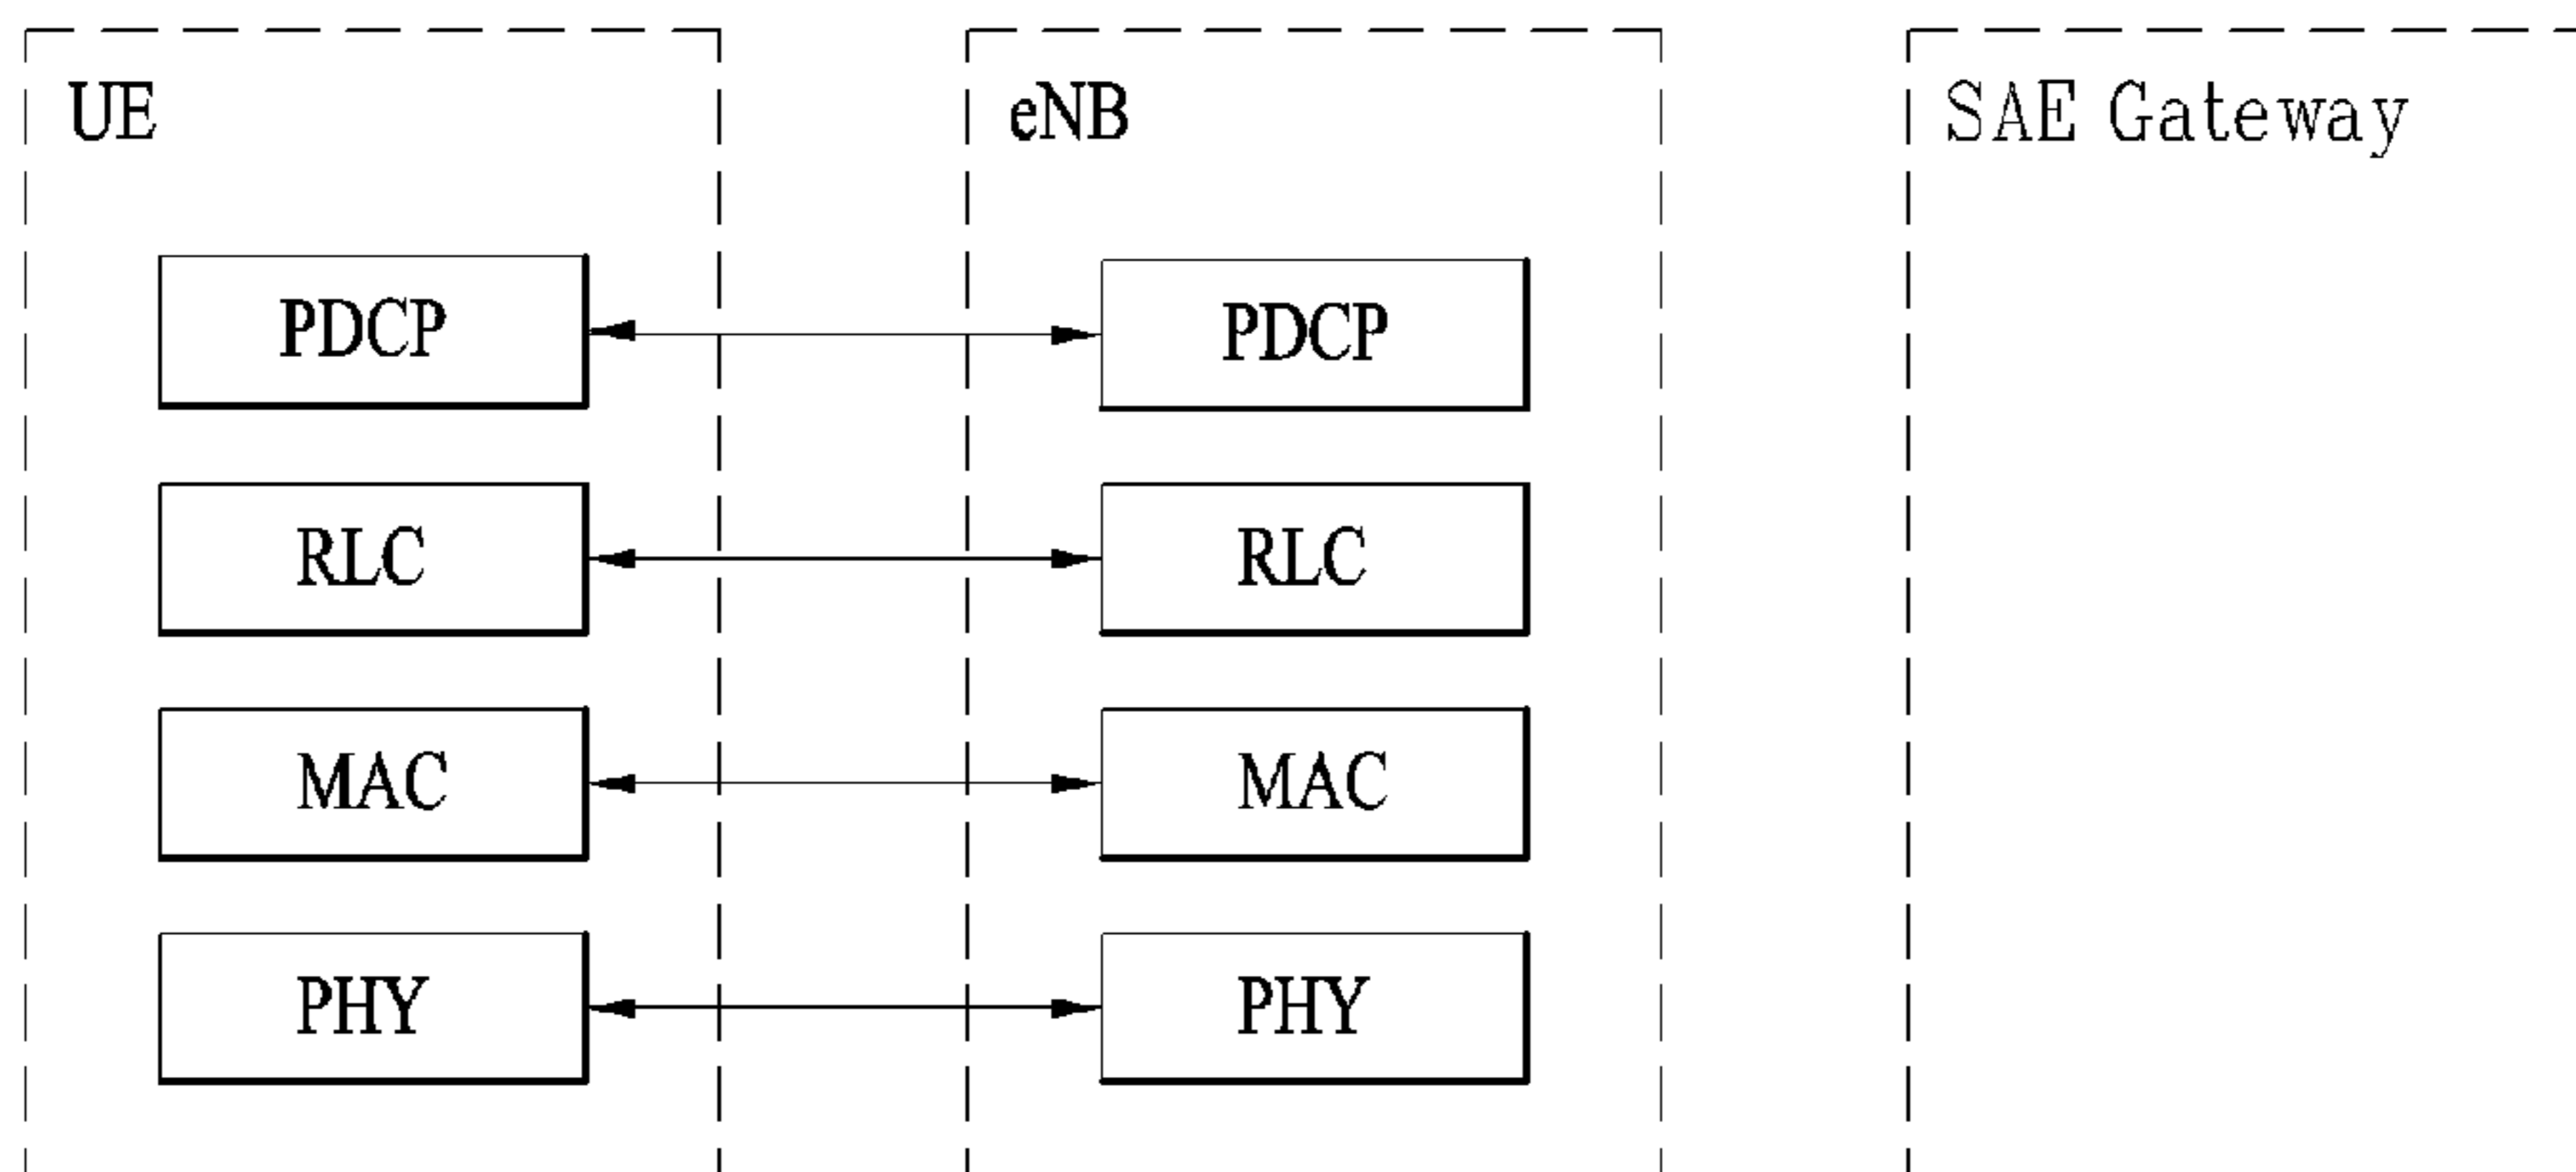 UE
eNB
SAE Gateway
PDCP
PDCP
RLC
RLC
MAC
MAC
PHY
PHY